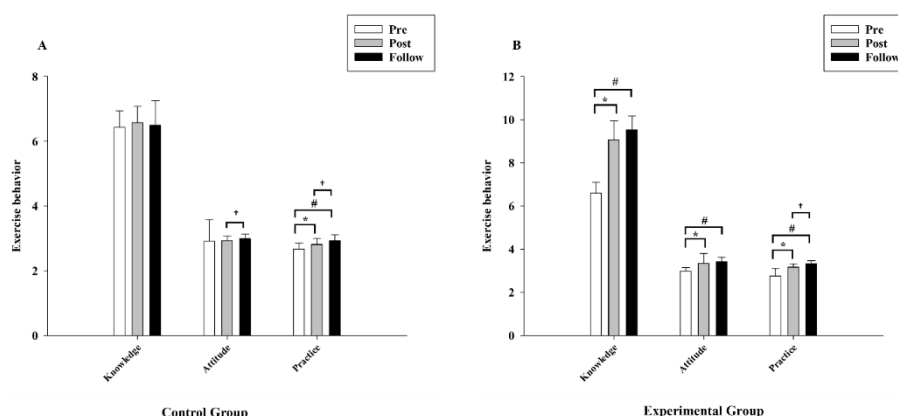 A
Pre
Post
Follow
Exercise behavior
8
6
4
2
0
†
†
#
*
Knowledge
Attitude
Practice
Control Group
B
Pre
Post
Follow
Exercise behavior
12
10
8
6
4
2
0
#
*
#
*
†
#
*
Knowledge
Attitude
Practice
Experimental Group